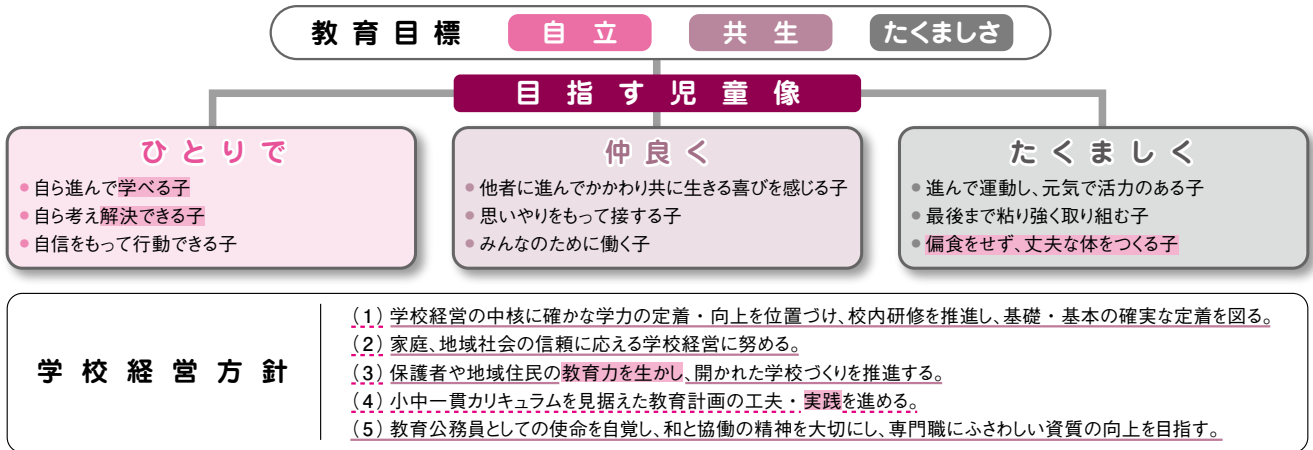 教育目標 自立 共生 たくましさ
目指す児童像
ひとりで
● 自ら進んで学べる子
● 自ら考え解決できる子
● 自信をもって行動できる子
仲良く
● 他者に進んでかかわり共に生きる喜びを感じる子
● 思いやりをもって接する子
● みんなのために働く子
たくましく
● 進んで運動し、元気で活力のある子
● 最後まで粘り強く取り組む子
● 偏食をせず、丈夫な体をつくる子
学校経営方針
（1）学校経営の中核に確かな学力の定着・向上を位置づけ、校内研修を推進し、基礎・基本の確実な定着を図る。
（2）家庭、地域社会の信頼に応える学校経営に努める。
（3）保護者や地域住民の教育力を生かし、開かれた学校づくりを推進する。
（4）小中一貫カリキュラムを見据えた教育計画の工夫・実践を進める。
（5）教育公務員としての使命を自覚し、和と協働の精神を大切にし、専門職にふさわしい資質の向上を目指す。